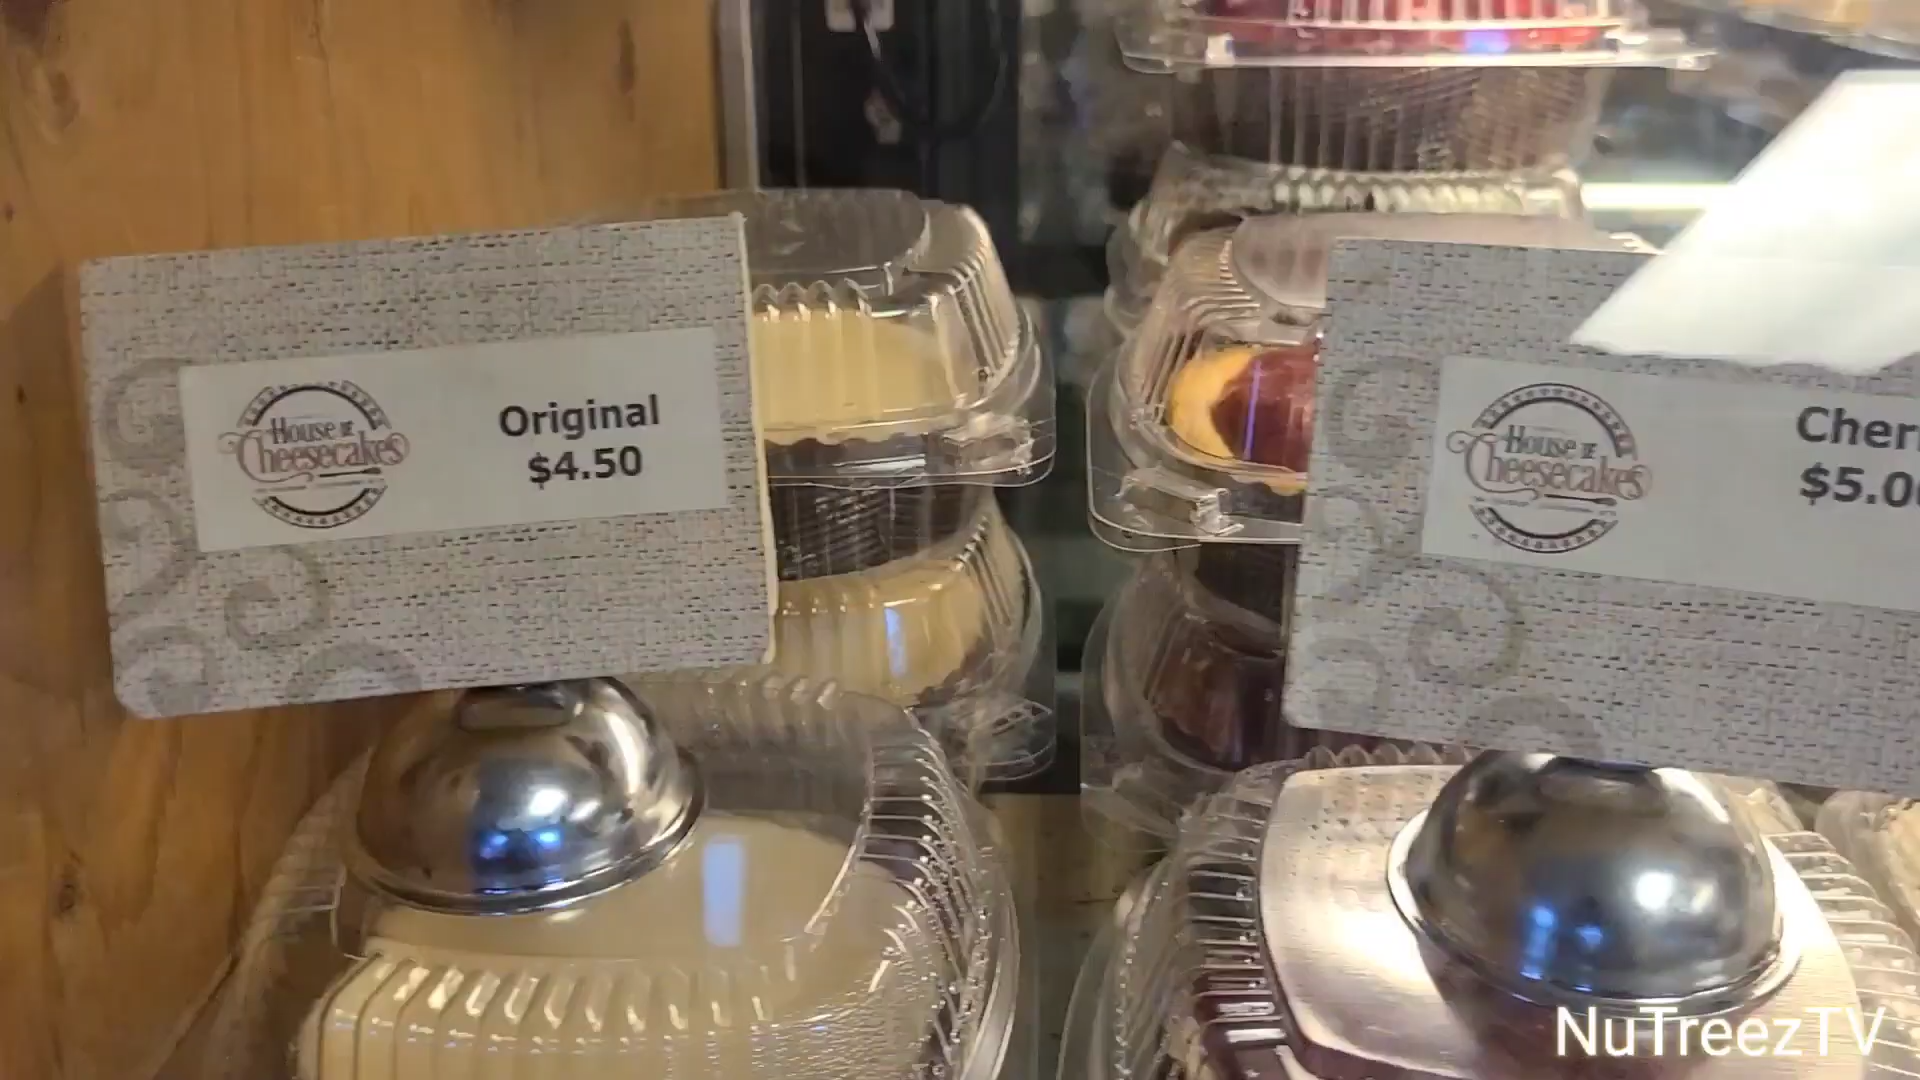 House of
Cheesecakes
Original
$4.50
House of
Cheesecakes
Cher
$5.0
NuTreezTV